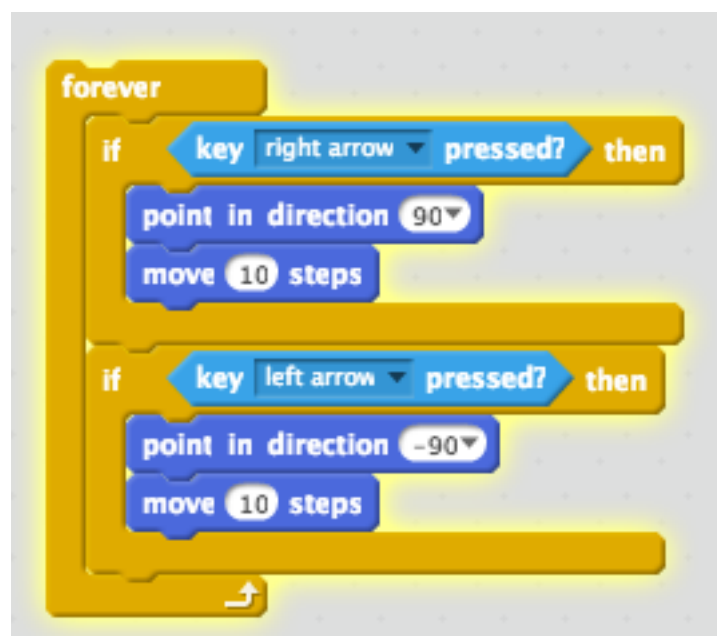 forever
if key right arrow pressed? then
point in direction 90
move 10 steps
if key left arrow pressed? then
point in direction -90
move 10 steps